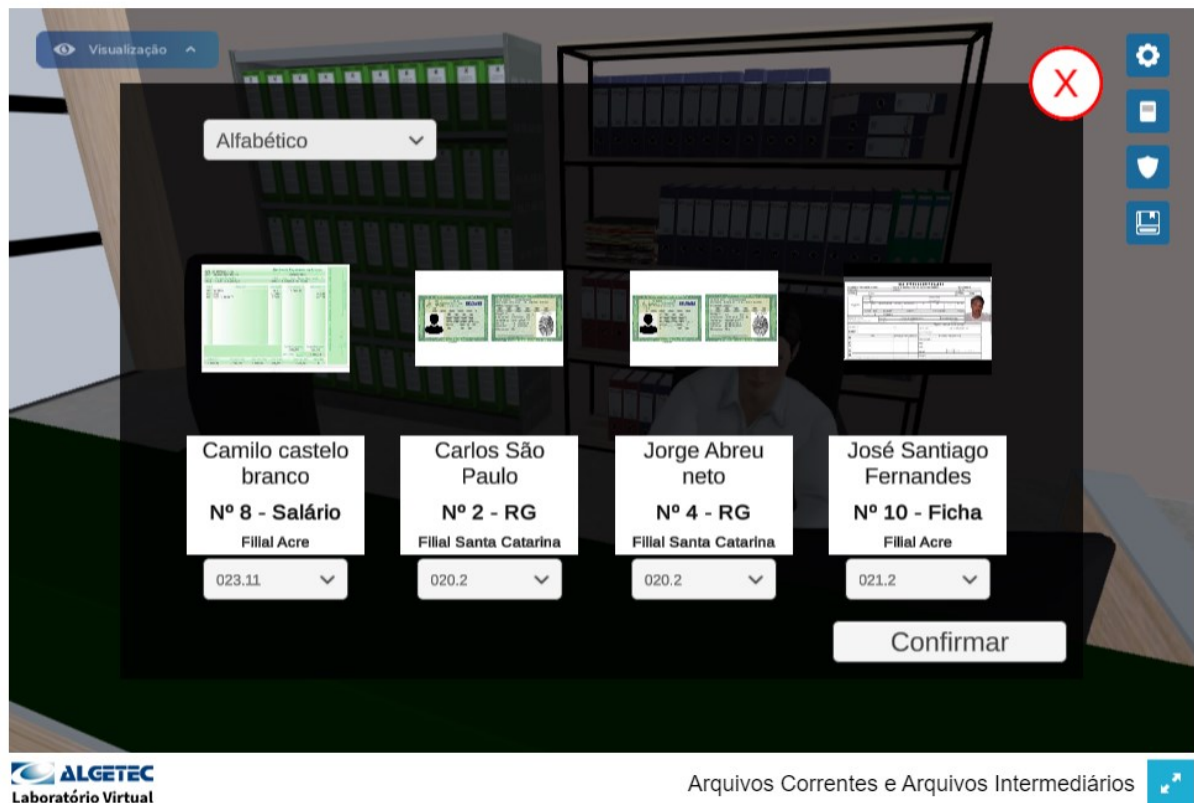 Visualização
X
Alfabético
Camilo castelo
branco
Nº 8 - Salário
Filial Acre
023.11
Carlos São
Paulo
Nº 2 - RG
Filial Santa Catarina
020.2
Jorge Abreu
neto
Nº 4 - RG
Filial Santa Catarina
020.2
José Santiago
Fernandes
Nº 10 - Ficha
Filial Acre
021.2
Confirmar
ALGETEC
Laboratório Virtual
Arquivos Correntes e Arquivos Intermediários